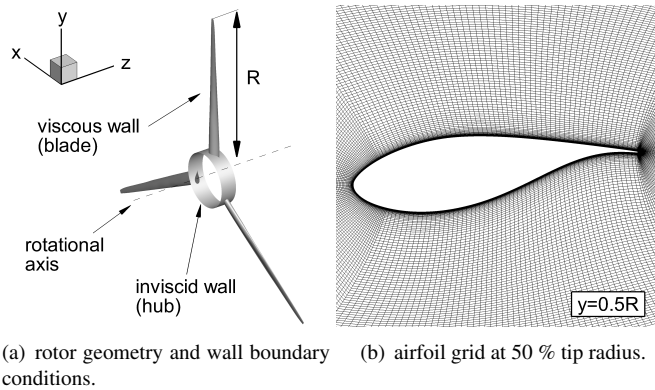 y
x
z
R
viscous wall
(blade)
rotational
axis
inviscid wall
(hub)
y=0.5R
(a) rotor geometry and wall boundary
conditions.
(b) airfoil grid at 50 % tip radius.